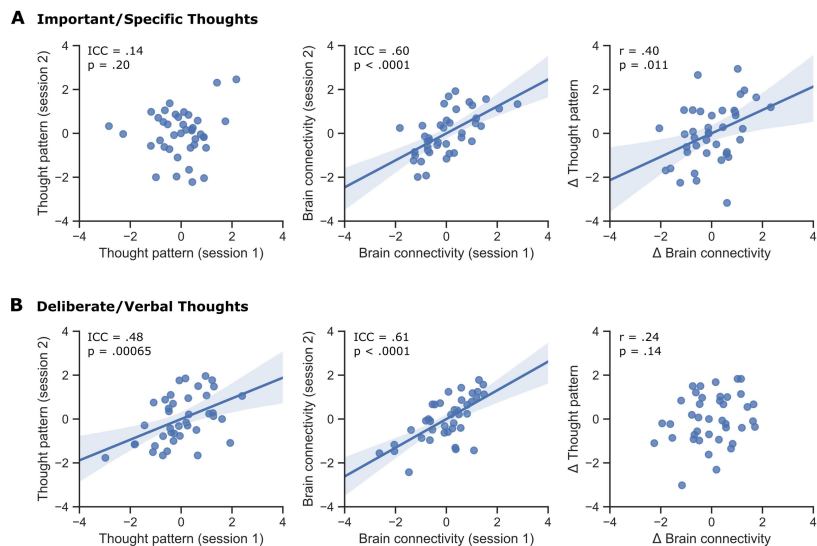 A Important/Specific Thoughts
ICC = .14
p = .20
Thought pattern (session 2)
4
2
0
−2
−4
−4 −2 0 2 4
Thought pattern (session 1)
ICC = .60
p < .0001
Brain connectivity (session 2)
4
2
0
−2
−4
−4 −2 0 2 4
Brain connectivity (session 1)
r = .40
p = .011
Δ Thought pattern
4
2
0
−2
−4
−4 −2 0 2 4
Δ Brain connectivity
B Deliberate/Verbal Thoughts
ICC = .48
p = .00065
Thought pattern (session 2)
4
2
0
−2
−4
−4 −2 0 2 4
Thought pattern (session 1)
ICC = .61
p < .0001
Brain connectivity (session 2)
4
2
0
−2
−4
−4 −2 0 2 4
Brain connectivity (session 1)
r = .24
p = .14
Δ Thought pattern
4
2
0
−2
−4
−4 −2 0 2 4
Δ Brain connectivity